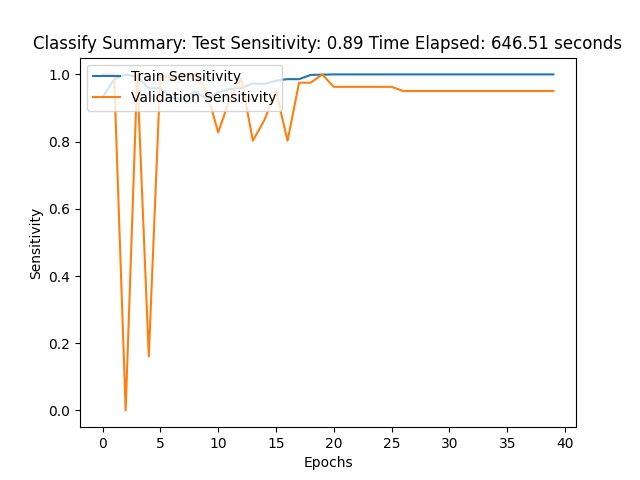 Classify Summary: Test Sensitivity: 0.89 Time Elapsed: 646.51 seconds
Train Sensitivity
Validation Sensitivity
1.0
0.8
0.6
0.4
0.2
0.0
Sensitivity
0 5 10 15 20 25 30 35 40
Epochs